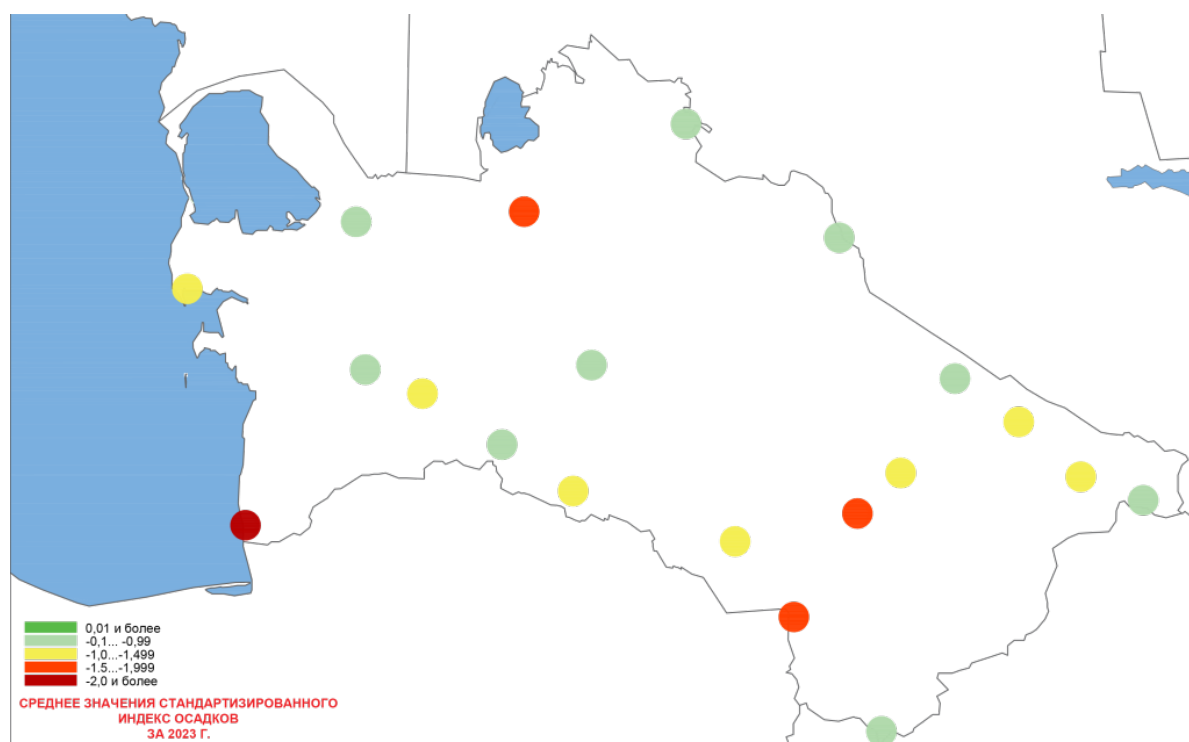 0,01 и более
-0,1... -0,99
-1,0...-1,499
-1.5...-1,999
-2,0 и более
СРЕДНЕЕ ЗНАЧЕНИЯ СТАНДАРТИЗИРОВАННОГО
ИНДЕКС ОСАДКОВ
ЗА 2023 Г.